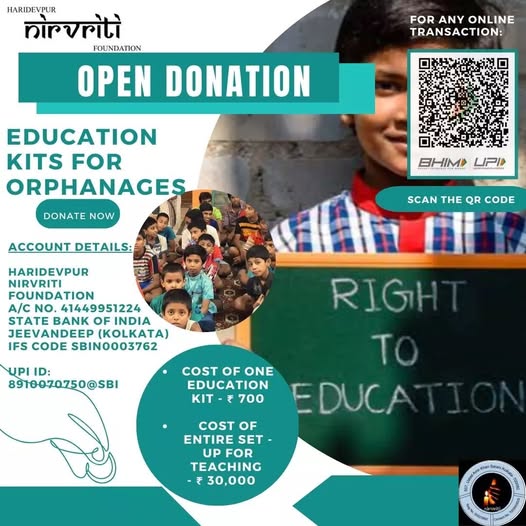 HARIDEVPUR
nirvriti
FOUNDATION
FOR ANY ONLINE
TRANSACTION:
OPEN DONATION
BHIM UPI
SCAN THE QR CODE
EDUCATION
KITS FOR
ORPHANAGES
DONATE NOW
ACCOUNT DETAILS:
HARIDEVPUR
NIRVRITI
FOUNDATION
A/C NO. 41449951224
STATE BANK OF INDIA
JEEVANDEEP (KOLKATA)
IFS CODE SBIN0003762
UPI ID:
8910070750@SBI
• COST OF ONE
EDUCATION
KIT - ₹ 700
• COST OF
ENTIRE SET -
UP FOR
TEACHING
- ₹ 30,000
RIGHT
TO
EDUCATION